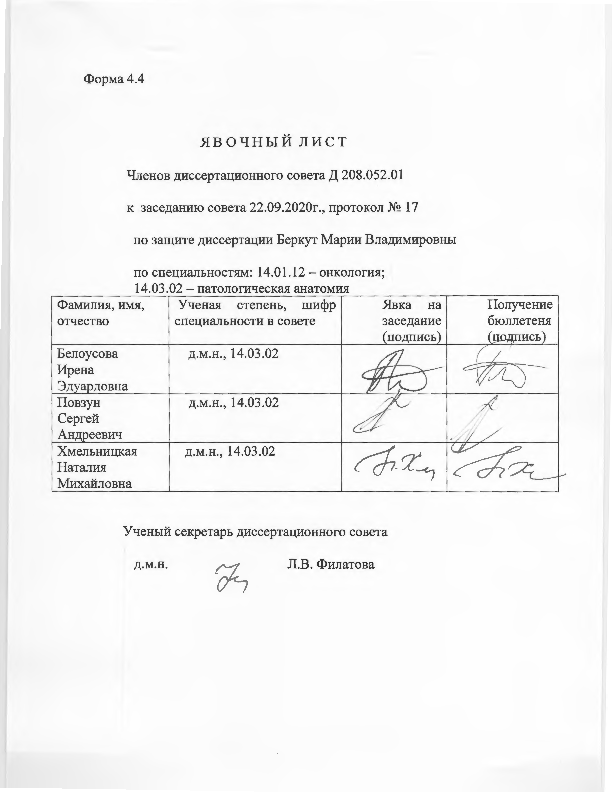 Форма 4.4
ЯВОЧНЫЙ ЛИСТ
Членов диссертационного совета Д 208.052.01
к заседанию совета 22.09.2020г., протокол № 17
по защите диссертации Беркут Марии Владимировны
по специальностям: 14.01.12 – онкология;
14.03.02 – патологическая анатомия
Фамилия, имя, отчество
Ученая степень, шифр специальности в совете
Явка на заседание (подпись)
Получение бюллетеня (подпись)
Белоусова Ирена Эдуардовна
д.м.н., 14.03.02
Повзун Сергей Андреевич
д.м.н., 14.03.02
Хмельницкая Наталия Михайловна
д.м.н., 14.03.02
Ученый секретарь диссертационного совета
д.м.н. Л.В. Филатова